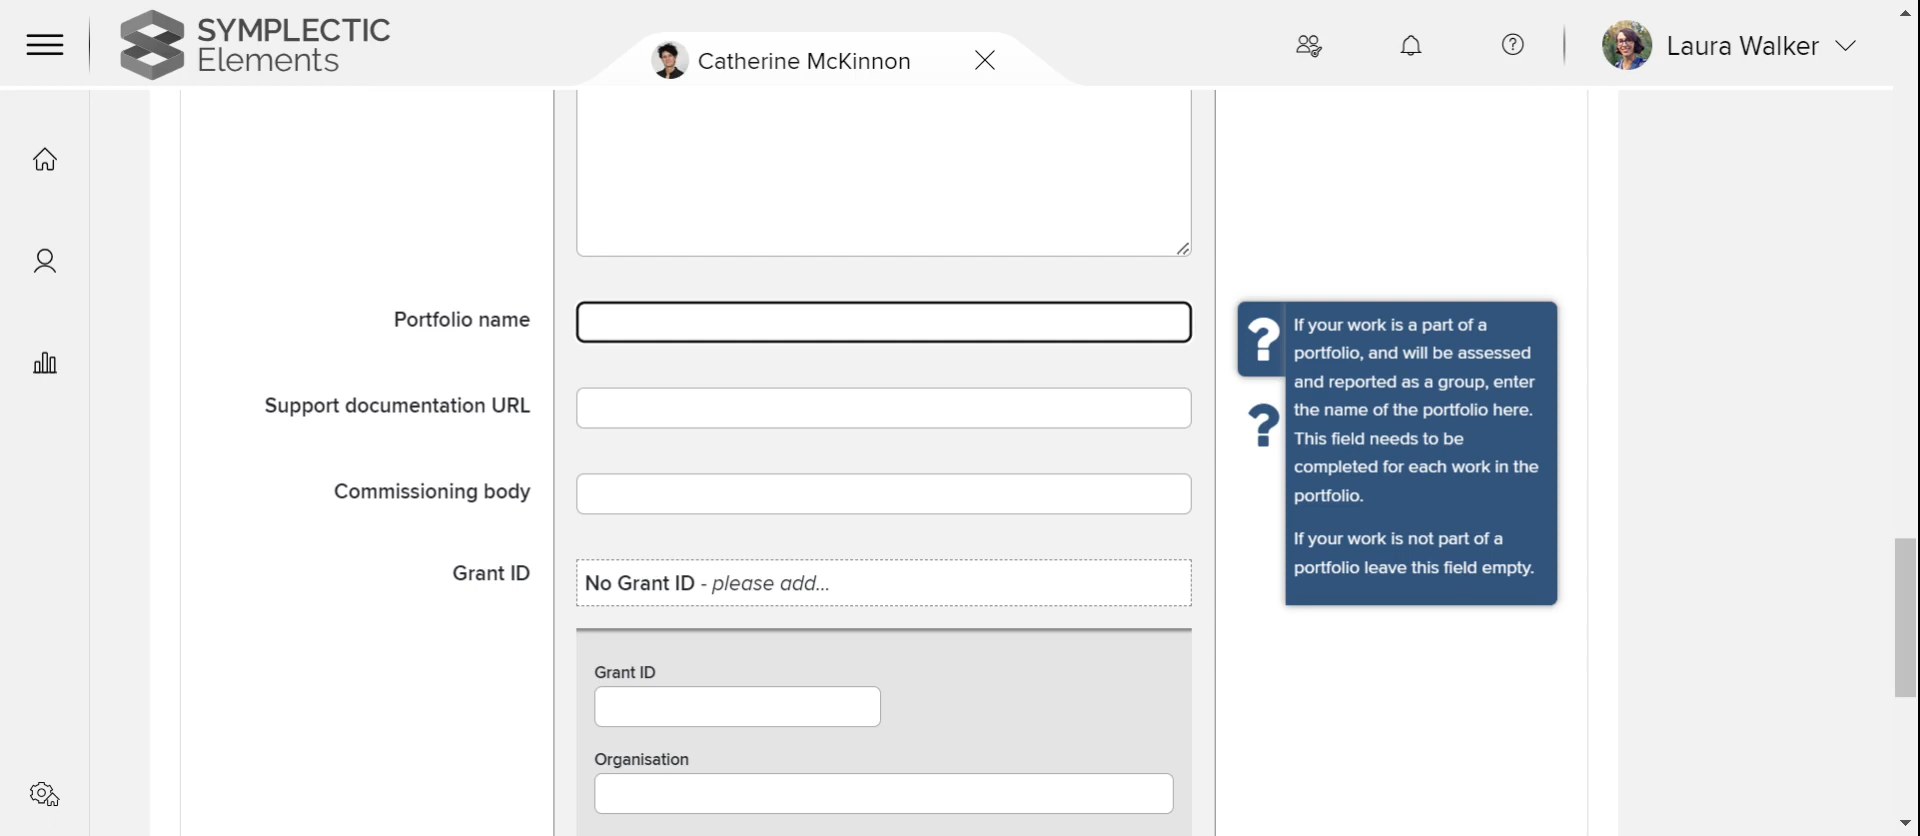 SYMPLECTIC
Elements
Catherine McKinnon
Laura Walker
Portfolio name
If your work is a part of a
portfolio, and will be assessed
and reported as a group, enter
the name of the portfolio here.
This field needs to be
completed for each work in the
portfolio.
If your work is not part of a
portfolio leave this field empty.
Support documentation URL
Commissioning body
Grant ID
No Grant ID - please add...
Grant ID
Organisation